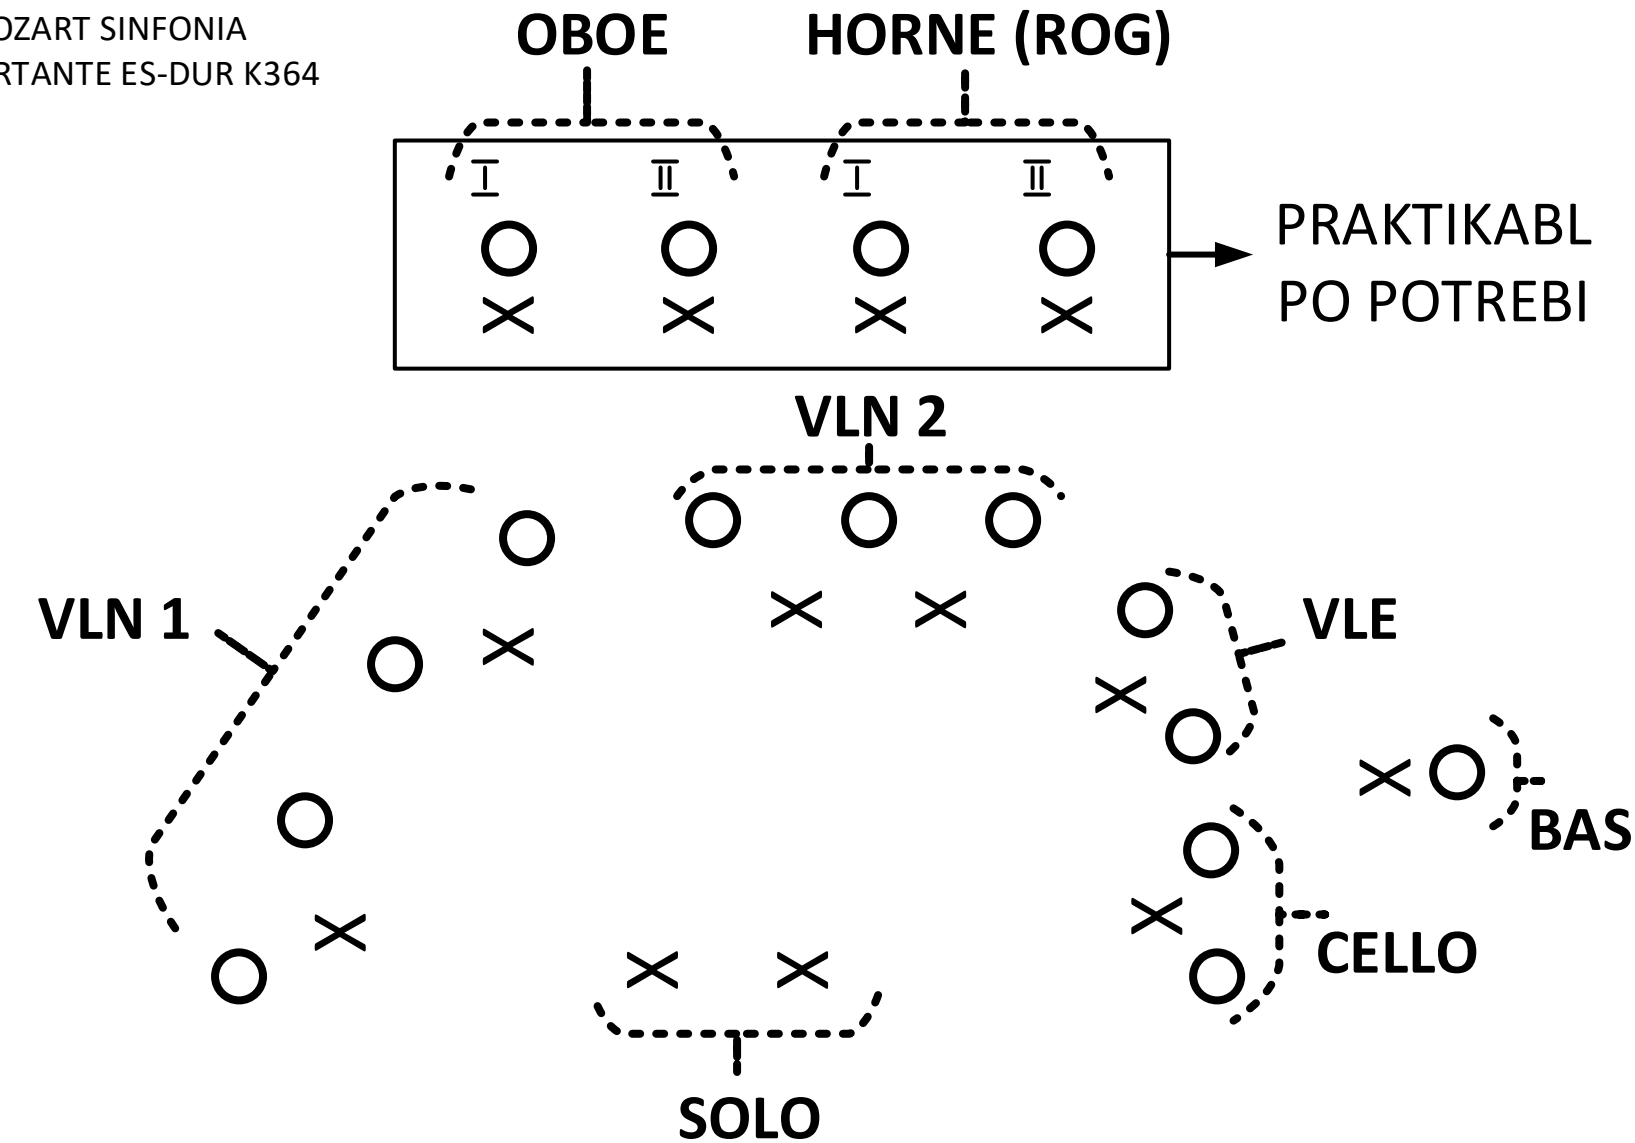 OZART SINFONIA
RTANTE ES-DUR K364
OBOE
HORNE (ROG)
I II I II
PRAKTIKABL
PO POTREBI
VLN 2
VLN 1
VLE
BAS
CELLO
SOLO